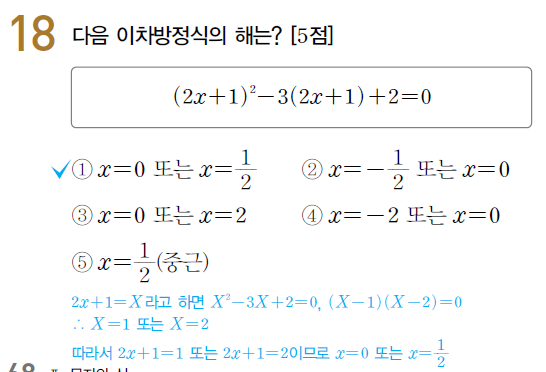 18 다음 이차방정식의 해는? [5점]
(2x+1)²-3(2x+1)+2=0
① x=0 또는 x=1/2 ② x=-1/2 또는 x=0
③ x=0 또는 x=2 ④ x=-2 또는 x=0
⑤ x=1/2(중근)
2x+1=X라고 하면 X²-3X+2=0, (X-1)(X-2)=0
∴ X=1 또는 X=2
따라서 2x+1=1 또는 2x+1=2이므로 x=0 또는 x=1/2